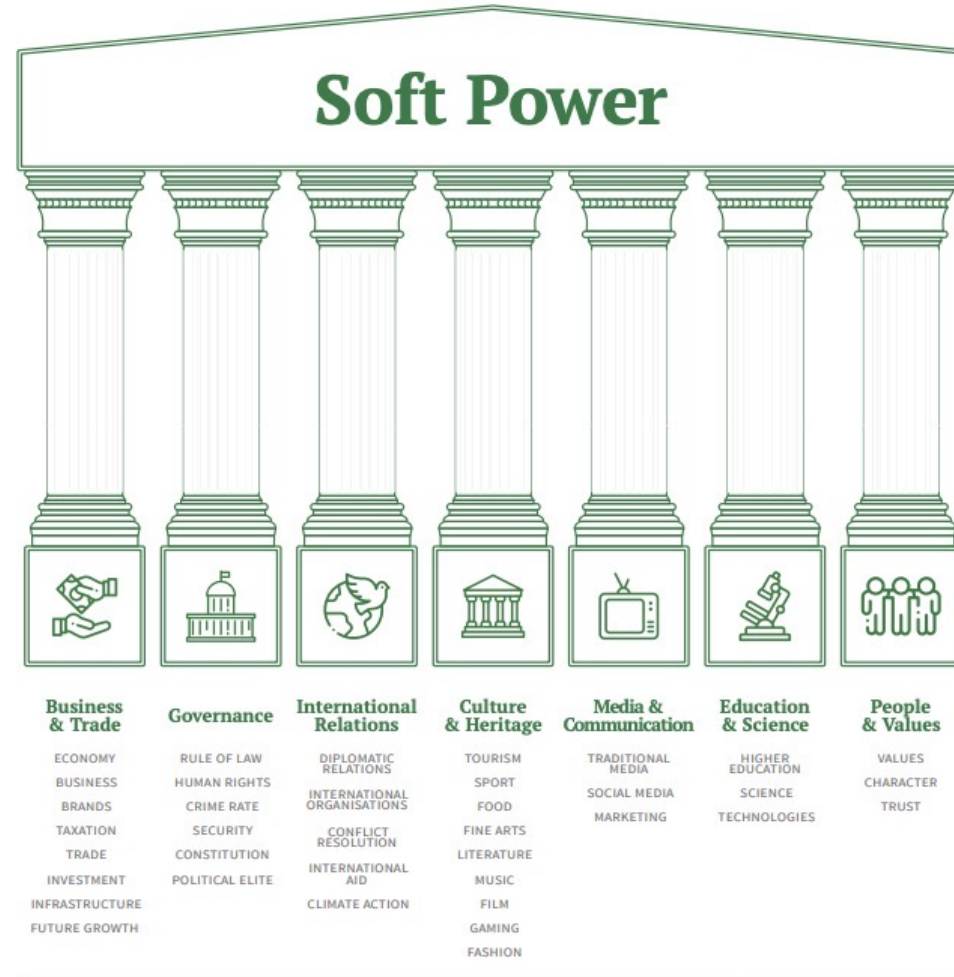 Soft Power
Business
& Trade
ECONOMY
BUSINESS
BRANDS
TAXATION
TRADE
INVESTMENT
INFRASTRUCTURE
FUTURE GROWTH
Governance
RULE OF LAW
HUMAN RIGHTS
CRIME RATE
SECURITY
CONSTITUTION
POLITICAL ELITE
International
Relations
DIPLOMATIC
RELATIONS
INTERNATIONAL
ORGANISATIONS
CONFLICT
RESOLUTION
INTERNATIONAL
AID
CLIMATE ACTION
Culture
& Heritage
TOURISM
SPORT
FOOD
FINE ARTS
LITERATURE
MUSIC
FILM
GAMING
FASHION
Media &
Communication
TRADITIONAL
MEDIA
SOCIAL MEDIA
MARKETING
Education
& Science
HIGHER
EDUCATION
SCIENCE
TECHNOLOGIES
People
& Values
VALUES
CHARACTER
TRUST